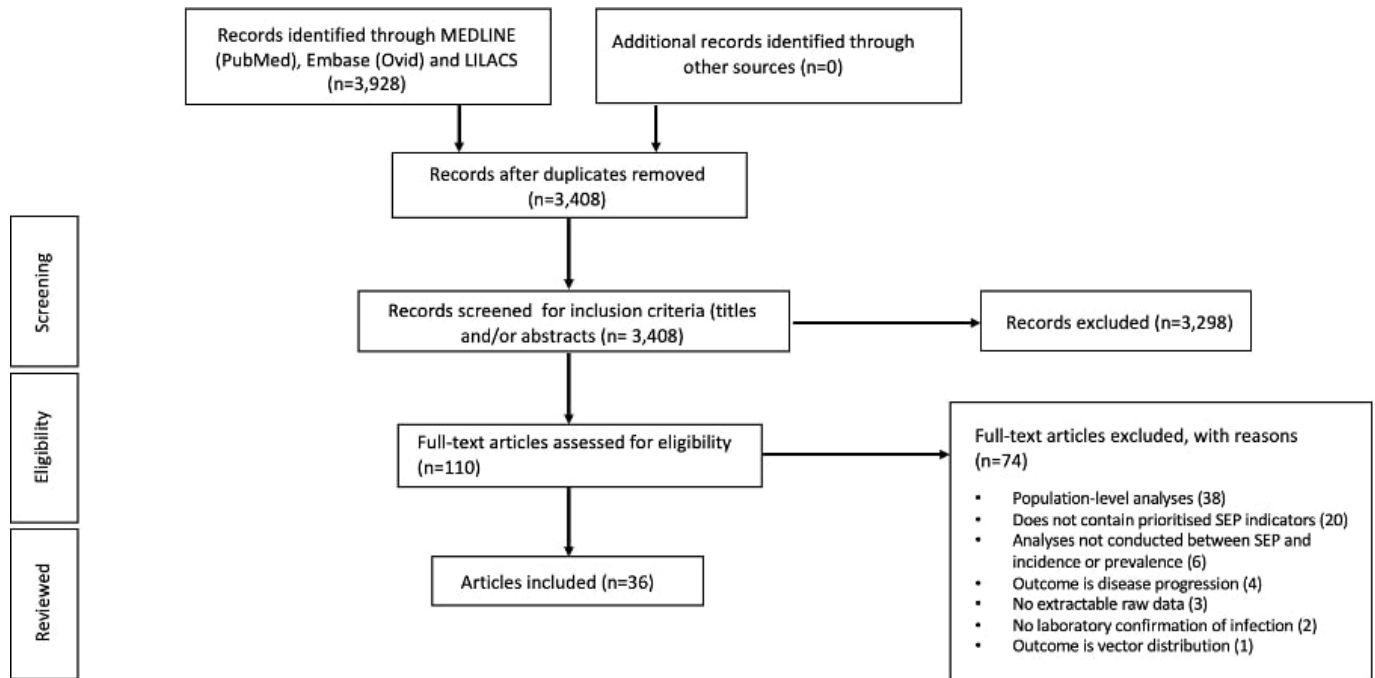 Records identified through MEDLINE
(PubMed), Embase (Ovid) and LILACS
(n=3,928)
Additional records identified through
other sources (n=0)
Records after duplicates removed
(n=3,408)
Screening
Records screened  for inclusion criteria (titles
and/or abstracts (n= 3,408)
Records excluded (n=3,298)
Eligibility
Full-text articles assessed for eligibility
(n=110)
Full-text articles excluded, with reasons
(n=74)
• Population-level analyses (38)
• Does not contain prioritised SEP indicators (20)
• Analyses not conducted between SEP and
incidence or prevalence (6)
• Outcome is disease progression (4)
• No extractable raw data (3)
• No laboratory confirmation of infection (2)
• Outcome is vector distribution (1)
Reviewed
Articles included (n=36)